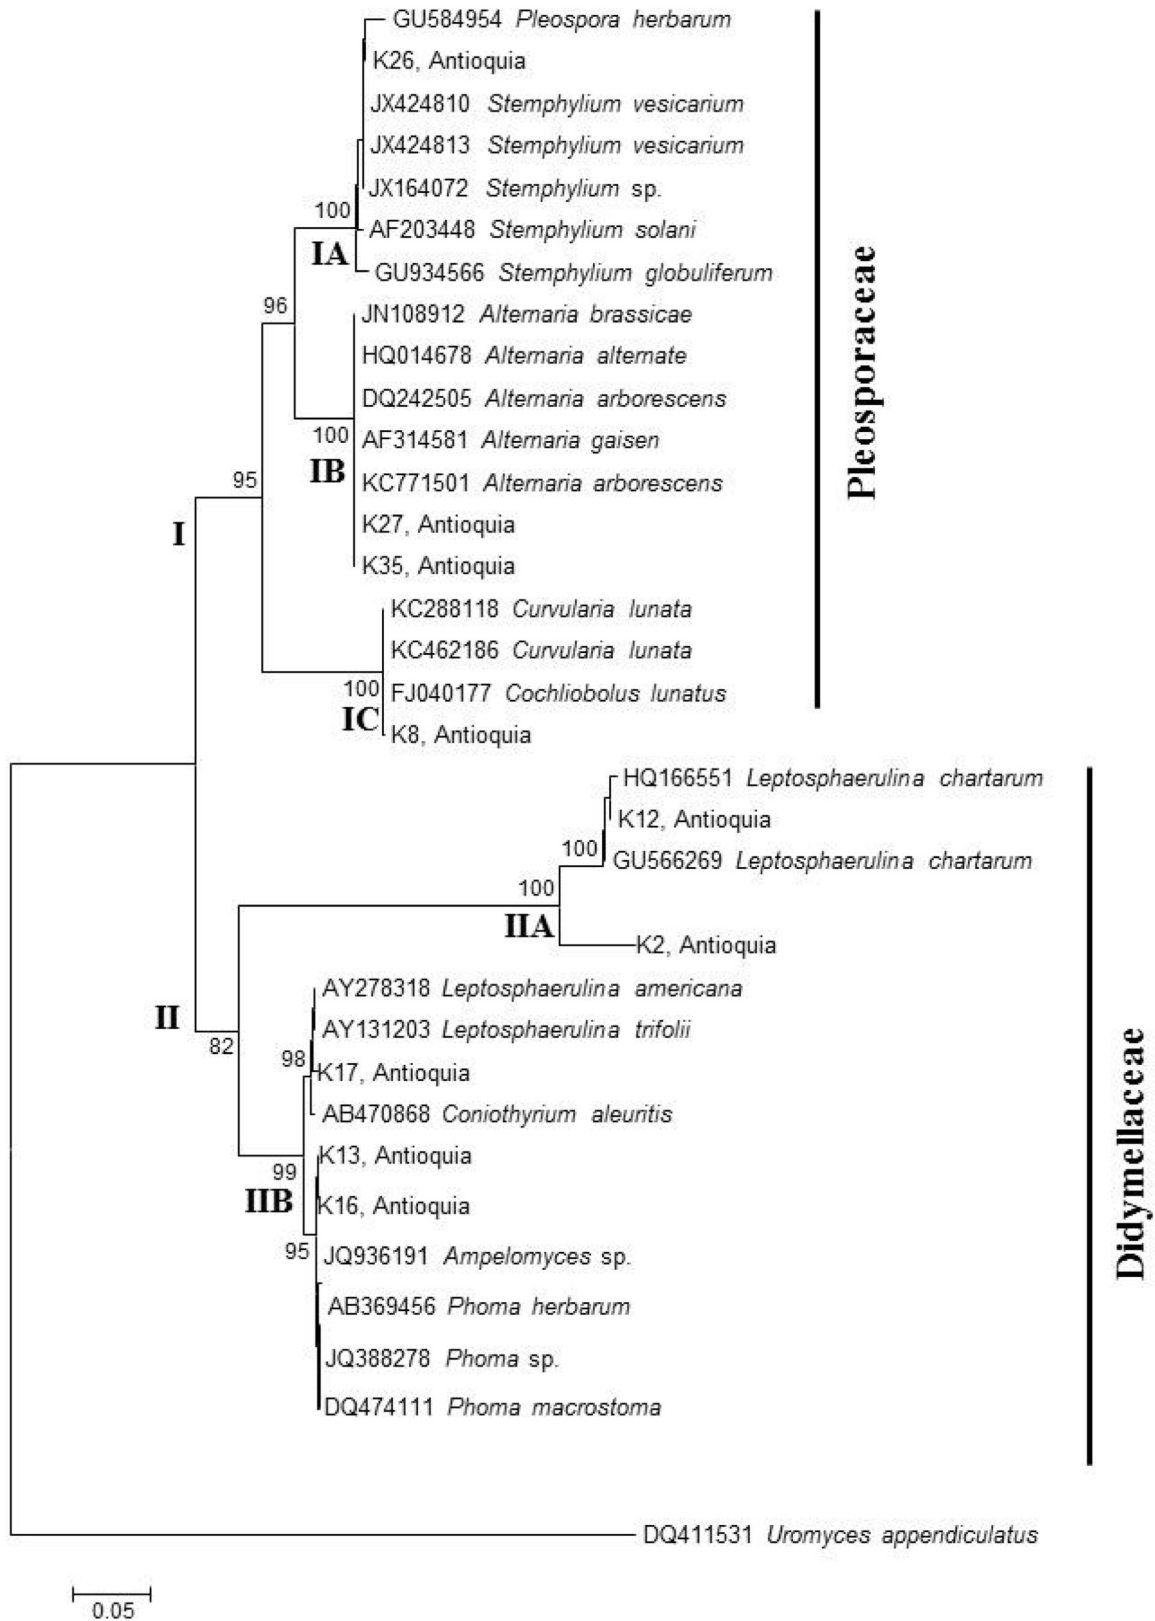 GU584954 Pleospora herbarum
K26, Antioquia
JX424810 Stemphylium vesicarium
JX424813 Stemphylium vesicarium
JX164072 Stemphylium sp.
100
AF203448 Stemphylium solani
IA
GU934566 Stemphylium globuliferum
Pleosporaceae
96
JN108912 Alternaria brassicae
HQ014678 Alternaria alternate
DQ242505 Alternaria arborescens
100
AF314581 Alternaria gaisen
IB
KC771501 Alternaria arborescens
95
K27, Antioquia
I
K35, Antioquia
KC288118 Curvularia lunata
KC462186 Curvularia lunata
100
FJ040177 Cochliobolus lunatus
IC
K8, Antioquia
HQ166551 Leptosphaerulina chartarum
K12, Antioquia
100
GU566269 Leptosphaerulina chartarum
100
IIA
K2, Antioquia
AY278318 Leptosphaerulina americana
II
AY131203 Leptosphaerulina trifolii
82
98
K17, Antioquia
AB470868 Coniothyrium aleuritis
Didymellaceae
K13, Antioquia
99
IIB
K16, Antioquia
95
JQ936191 Ampelomyces sp.
AB369456 Phoma herbarum
JQ388278 Phoma sp.
DQ474111 Phoma macrostoma
DQ411531 Uromyces appendiculatus
0.05